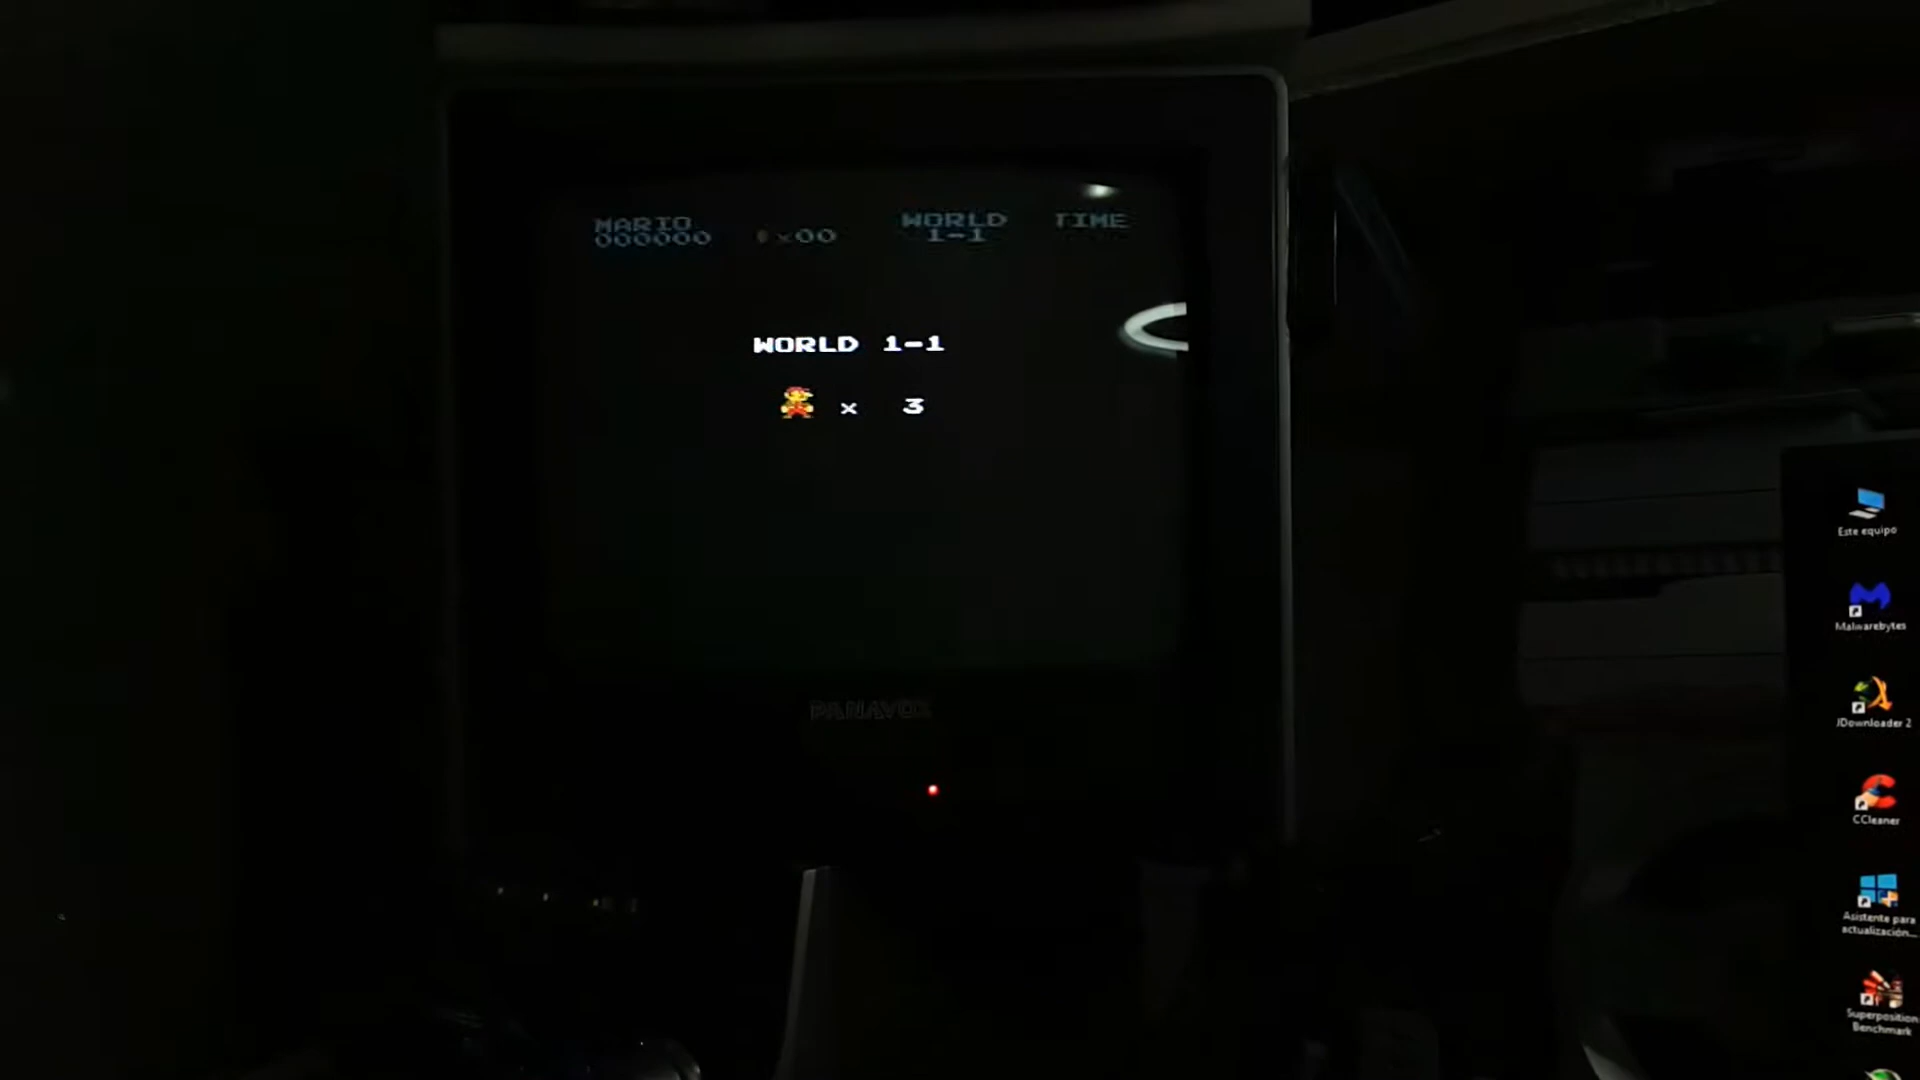 MARIO
000000
x00
WORLD
1-1
TIME
WORLD 1-1
x 3
PANAVOX
Este equipo
Malwarebytes
JDownloader 2
CCleaner
Asistente para
actualización...
Superposition
Benchmark